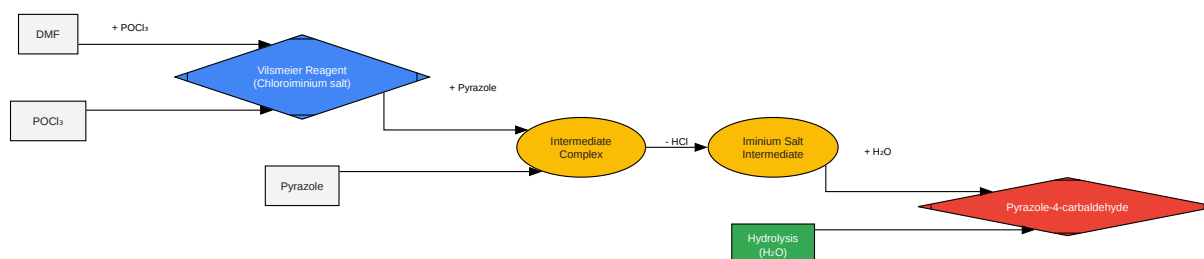 DMF
+ POCl₃
Vilsmeier Reagent
(Chloroiminium salt)
POCl₃
+ Pyrazole
Intermediate
Complex
- HCl
Iminium Salt
Intermediate
+ H₂O
Pyrazole
Pyrazole-4-carbaldehyde
Hydrolysis
(H₂O)